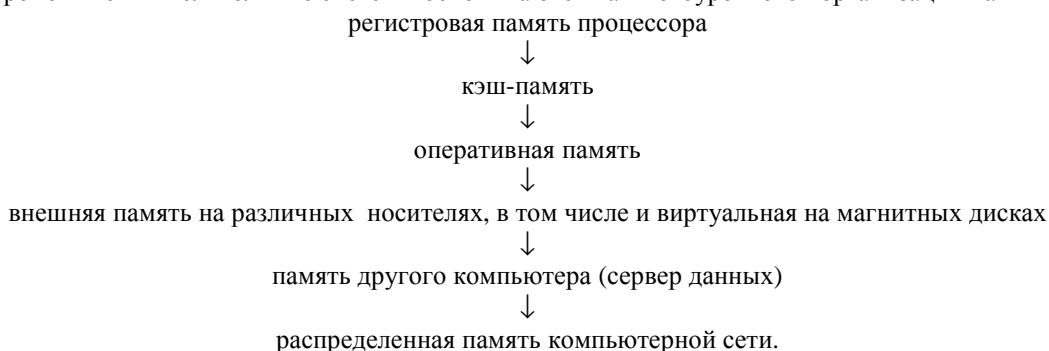 регистровая память процессора
↓
кэш-память
↓
оперативная память
↓
внешняя память на различных носителях, в том числе и виртуальная на магнитных дисках
↓
память другого компьютера (сервер данных)
↓
распределенная память компьютерной сети.